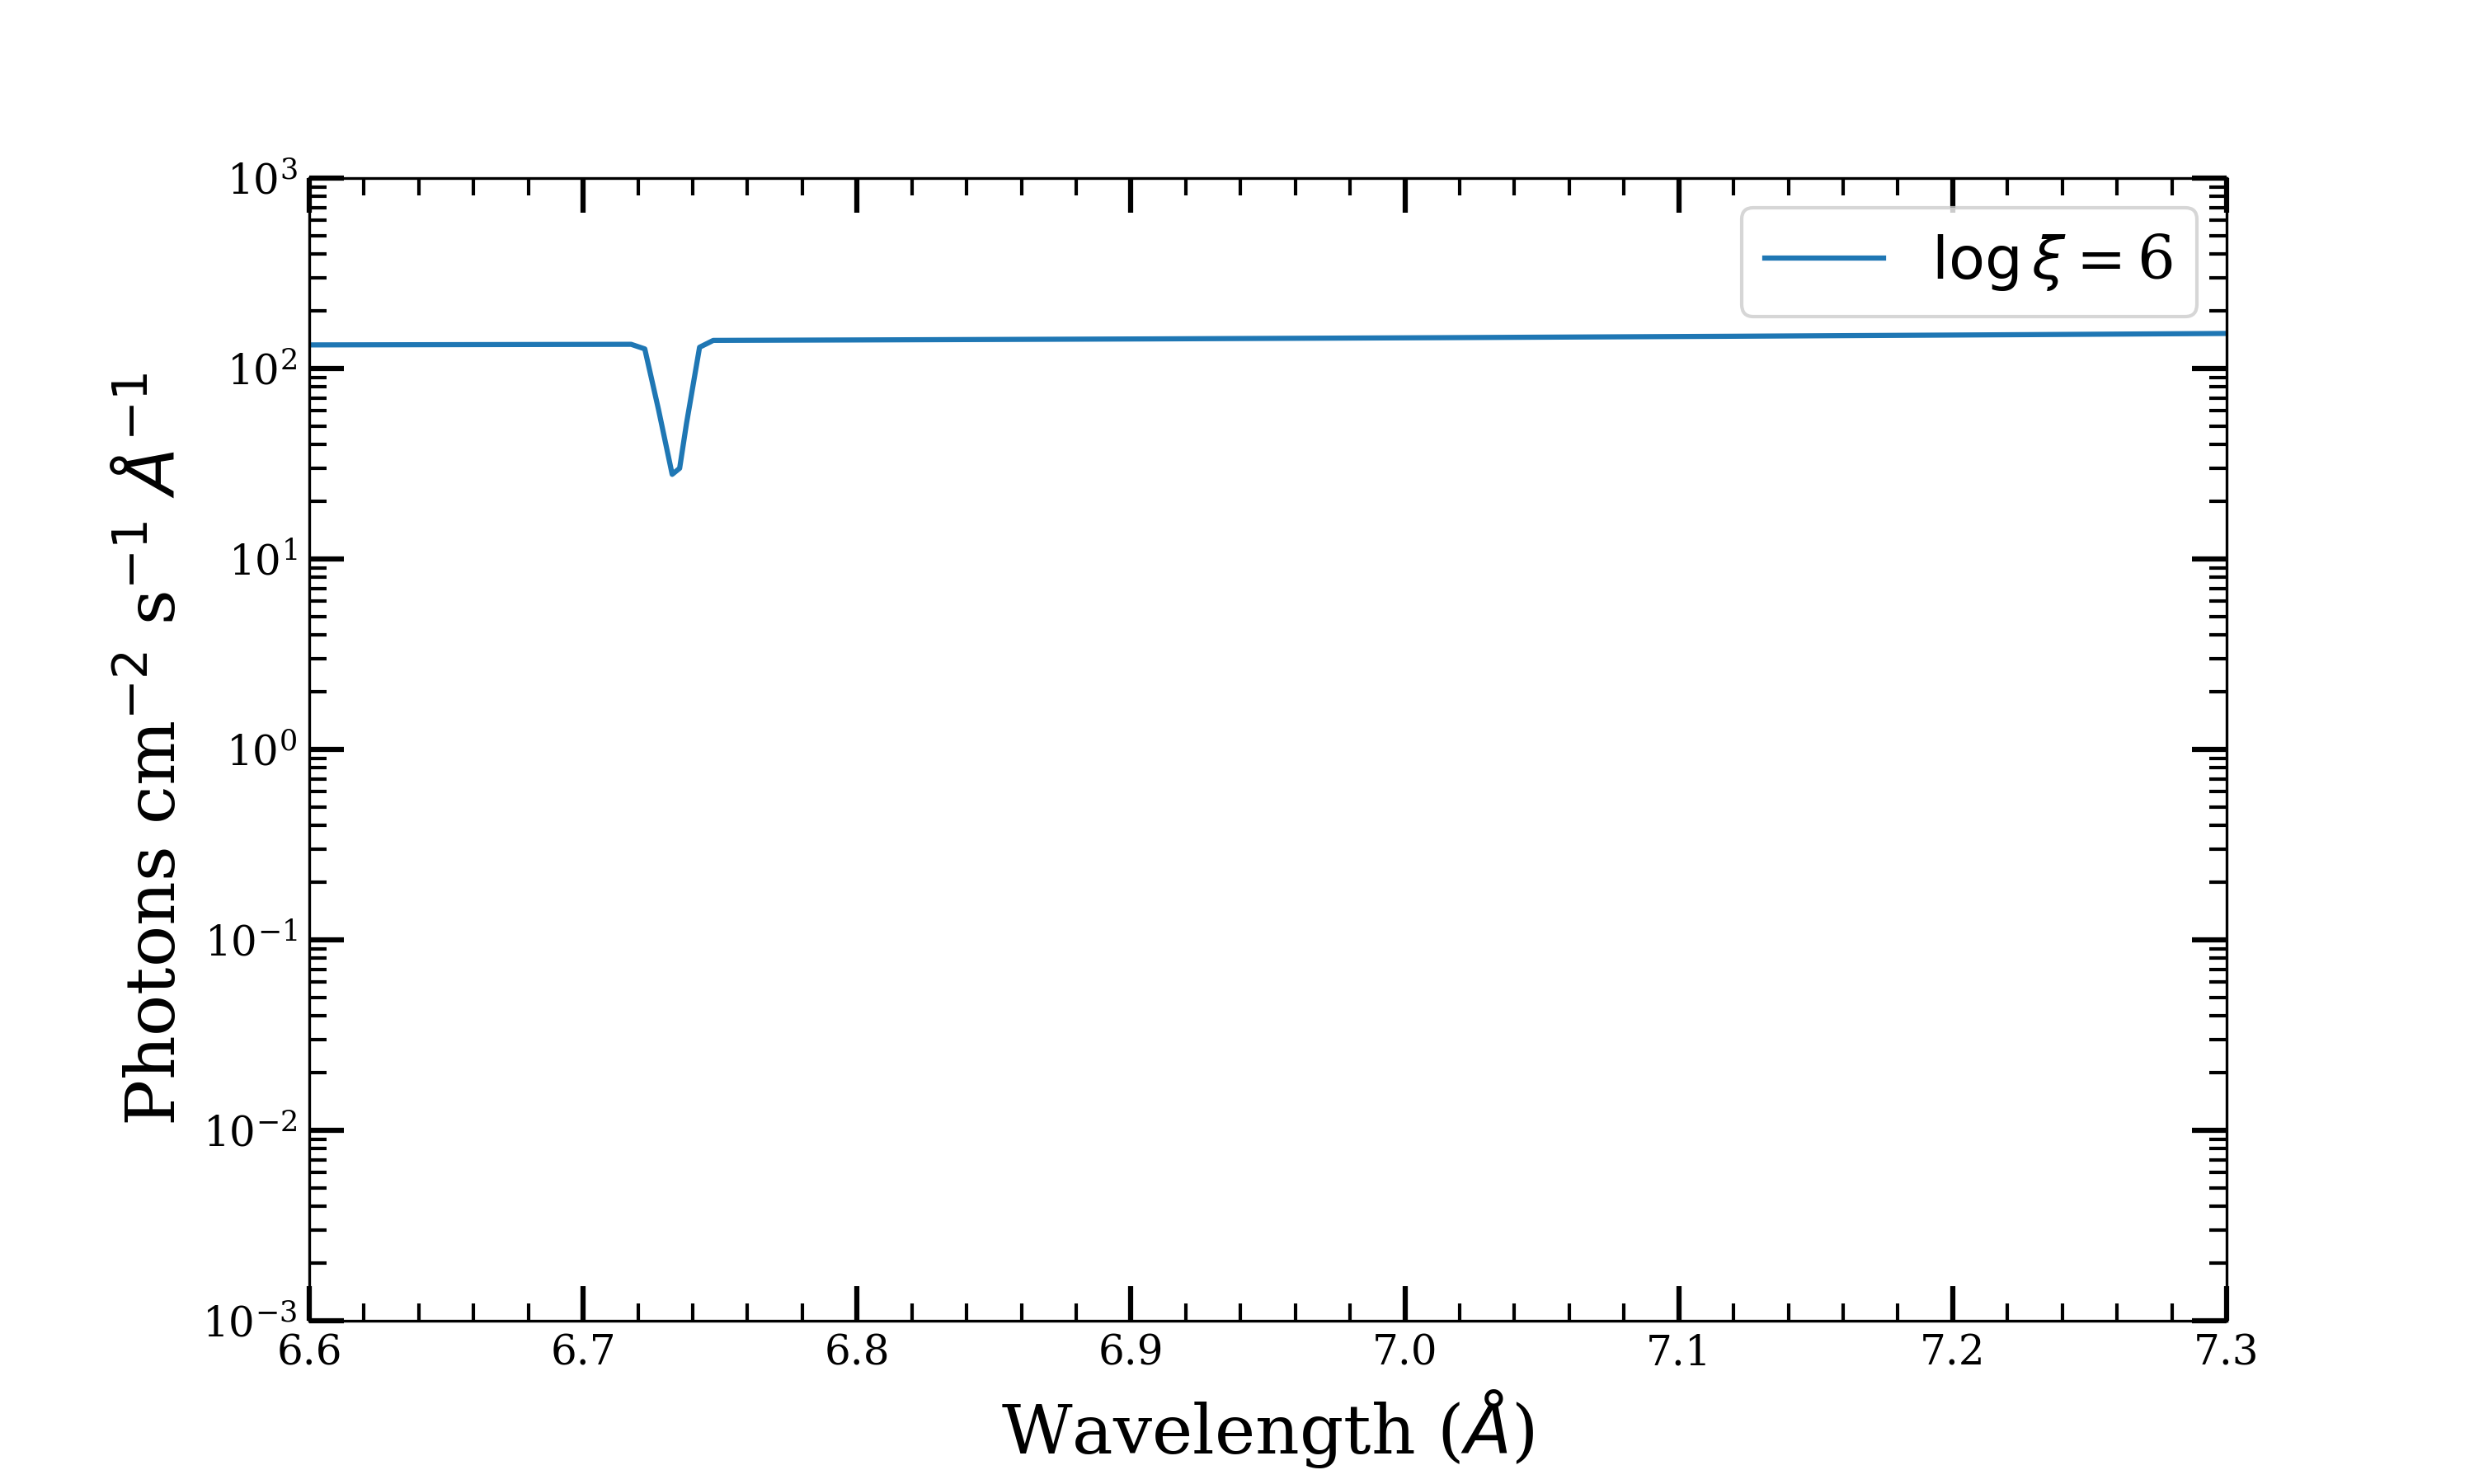 10³
10²
10¹
10⁰
10⁻¹
10⁻²
10⁻³
Photons cm⁻² s⁻¹ Å⁻¹
log ξ = 6
6.6 6.7 6.8 6.9 7.0 7.1 7.2 7.3
Wavelength (Å)